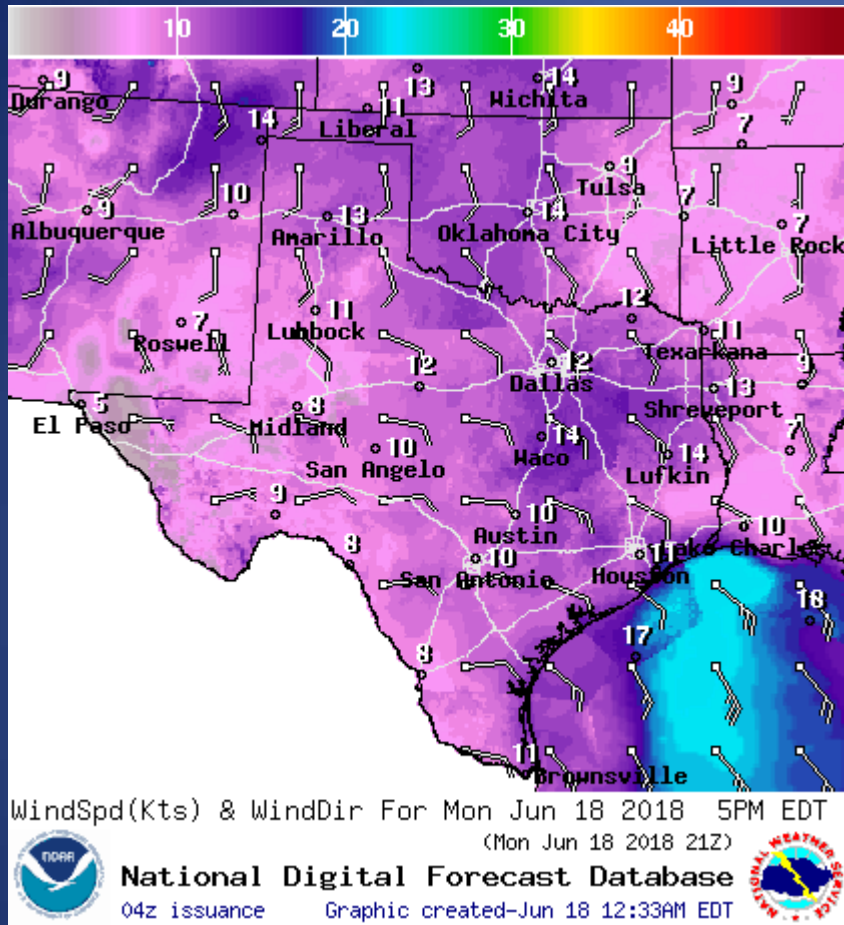 10 20 30 40
9 13 14 9
Durango Wichita
14 11 7
Liberal
9
Tulsa
9 10 13 14 7 7
Albuquerque Amarillo Oklahoma City Little Rock
7 11 12 11
Roswell Lubbock Texarkana
12 12 9
Dallas
5 8 13
El Paso Midland Shreveport
10 14 14 7
San Angelo Waco Lufkin
9 10 10
Austin Lake Charles
8 10 11
San Antonio Houston
18
17
8
11
Brownsville
WindSpd(Kts) & WindDir For Mon Jun 18 2018 5PM EDT
(Mon Jun 18 2018 21Z)
NOAA
NATIONAL WEATHER SERVICE
National Digital Forecast Database
04z issuance Graphic created-Jun 18 12:33AM EDT